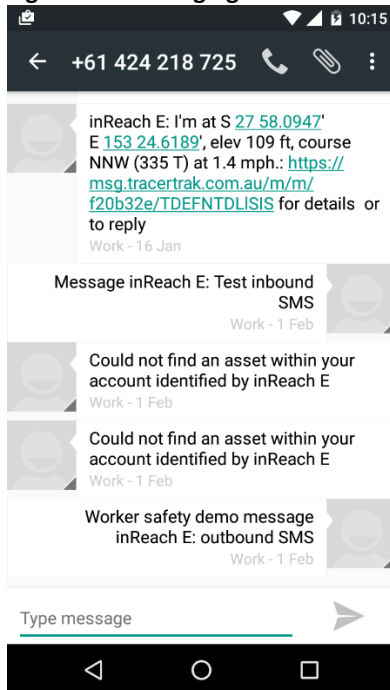 10:15
+61 424 218 725
inReach E: I'm at S 27 58.0947'
E 153 24.6189', elev 109 ft, course
NNW (335 T) at 1.4 mph.: https://
msg.tracertrak.com.au/m/m/
f20b32e/TDEFNTDLlSIS for details or
to reply
Work - 16 Jan
Message inReach E: Test inbound
SMS
Work - 1 Feb
Could not find an asset within your
account identified by inReach E
Work - 1 Feb
Could not find an asset within your
account identified by inReach E
Work - 1 Feb
Worker safety demo message
inReach E: outbound SMS
Work - 1 Feb
Type message